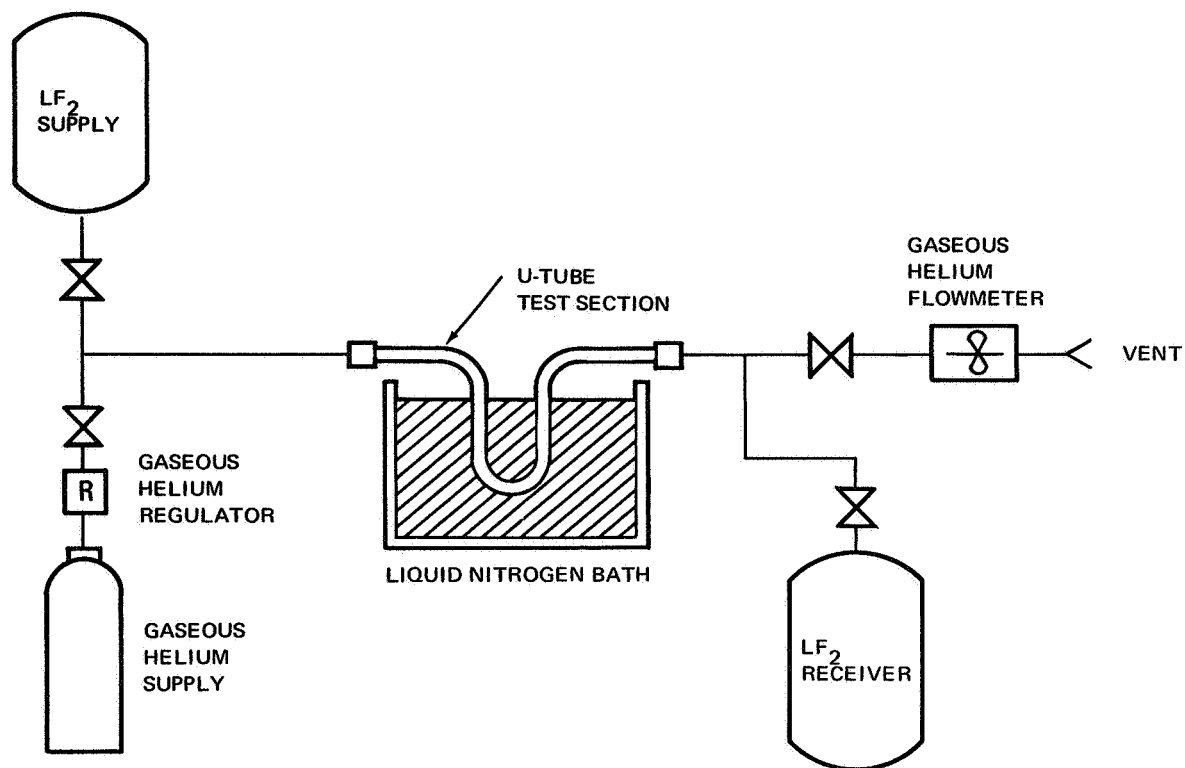 LF2
SUPPLY
U-TUBE
TEST SECTION
GASEOUS
HELIUM
FLOWMETER
VENT
GASEOUS
HELIUM
REGULATOR
R
LIQUID NITROGEN BATH
GASEOUS
HELIUM
SUPPLY
LF2
RECEIVER